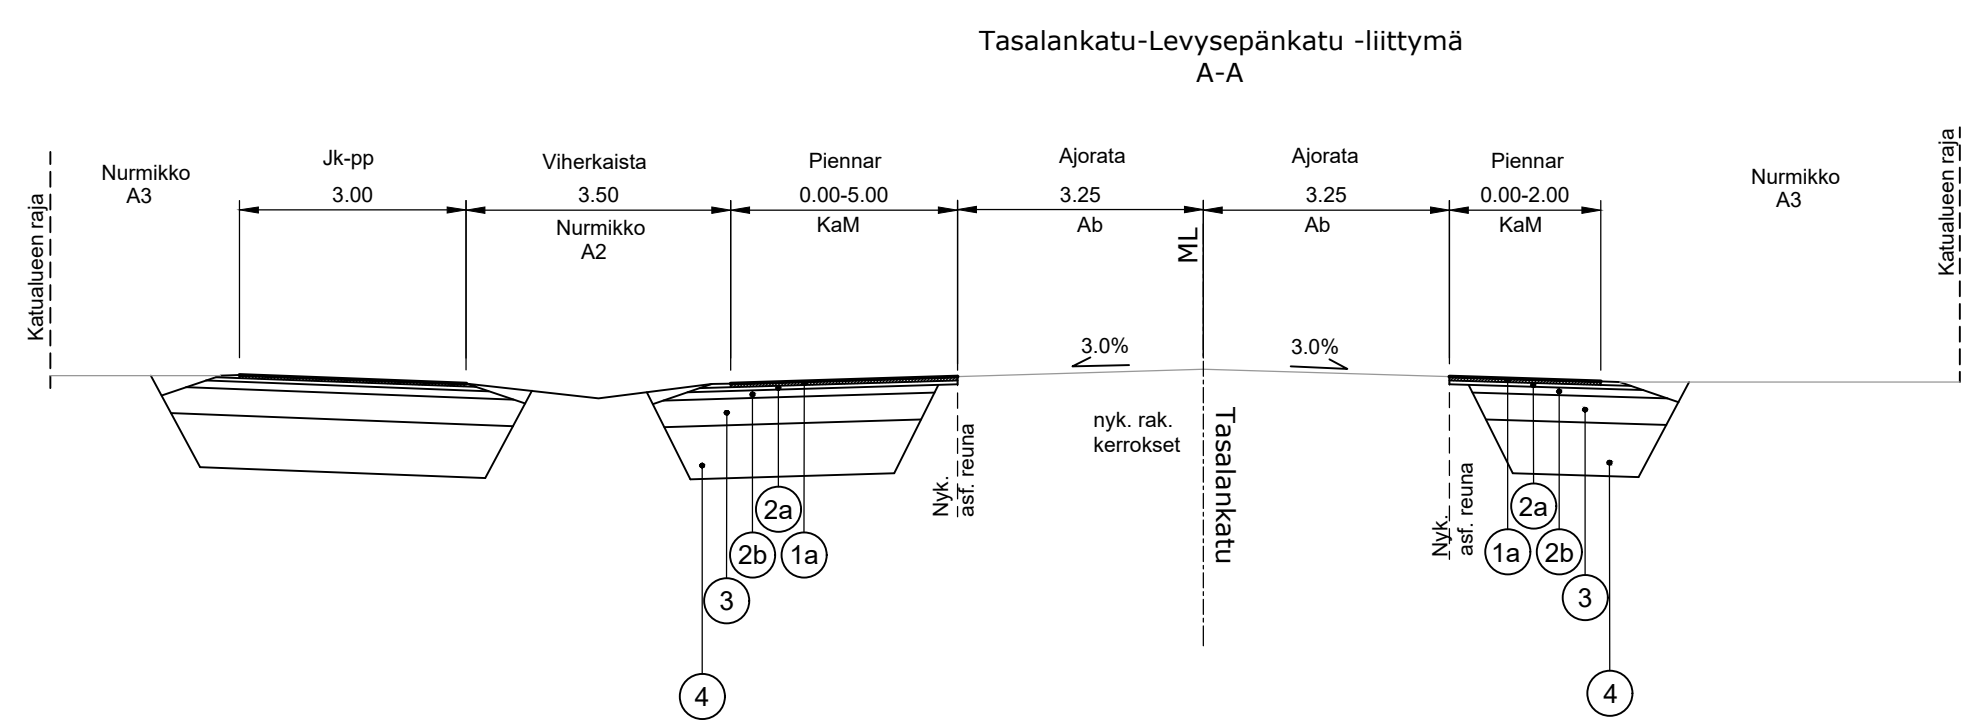 Tasalankatu-Levysepänkatu -liittymä
A-A
Katualueen raja
Nurmikko
A3
Jk-pp
3.00
Viherkaista
3.50
Nurmikko
A2
Piennar
0.00-5.00
KaM
Ajorata
3.25
Ab
ML
Ajorata
3.25
Ab
Piennar
0.00-2.00
KaM
Nurmikko
A3
Katualueen raja
3.0%
3.0%
nyk. rak.
kerrokset
Tasalankatu
Nyk.
asf. reuna
Nyk.
asf. reuna
2a
2b
1a
3
4
2a
1a
2b
3
4